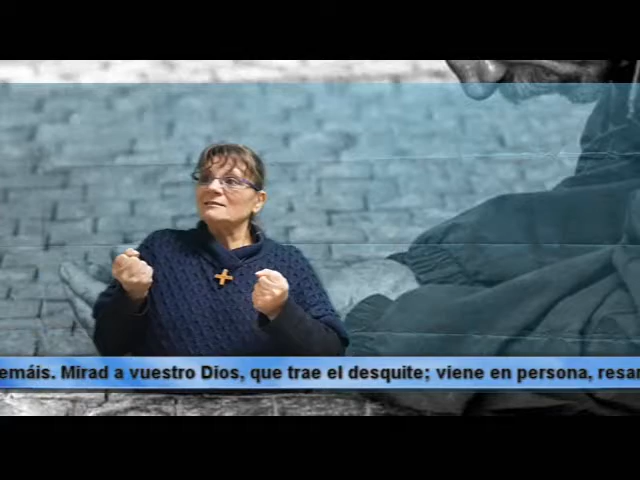 emáis. Mirad a vuestro Dios, que trae el desquite; viene en persona, resar